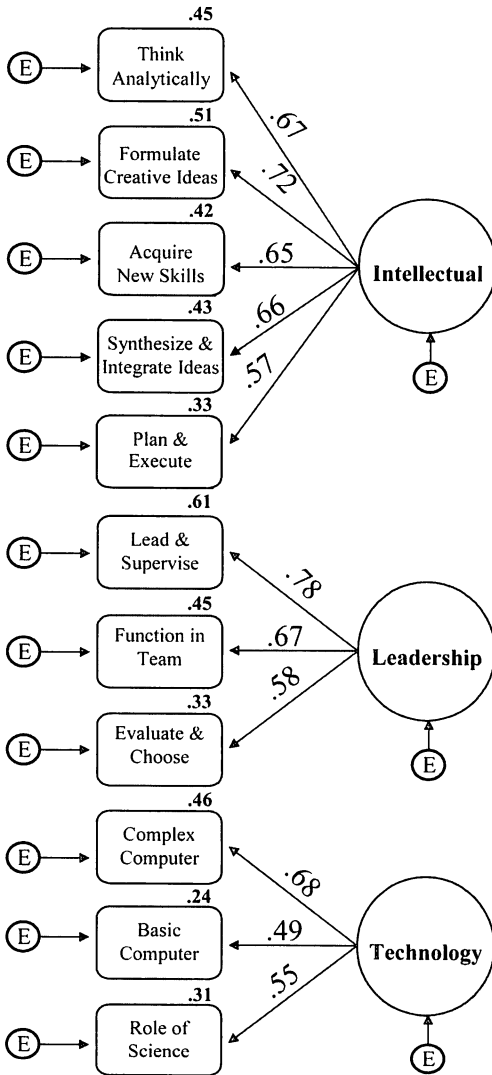 .45
E
Think
Analytically
.67
.51
E
Formulate
Creative Ideas
.72
.42
E
Acquire
New Skills
.65
Intellectual
.43
E
Synthesize &
Integrate Ideas
.66
E
.33
E
Plan &
Execute
.57
.61
E
Lead &
Supervise
.78
.45
E
Function in
Team
.67
Leadership
.33
E
Evaluate &
Choose
.58
E
.46
E
Complex
Computer
.68
.24
E
Basic
Computer
.49
Technology
.31
E
Role of
Science
.55
E